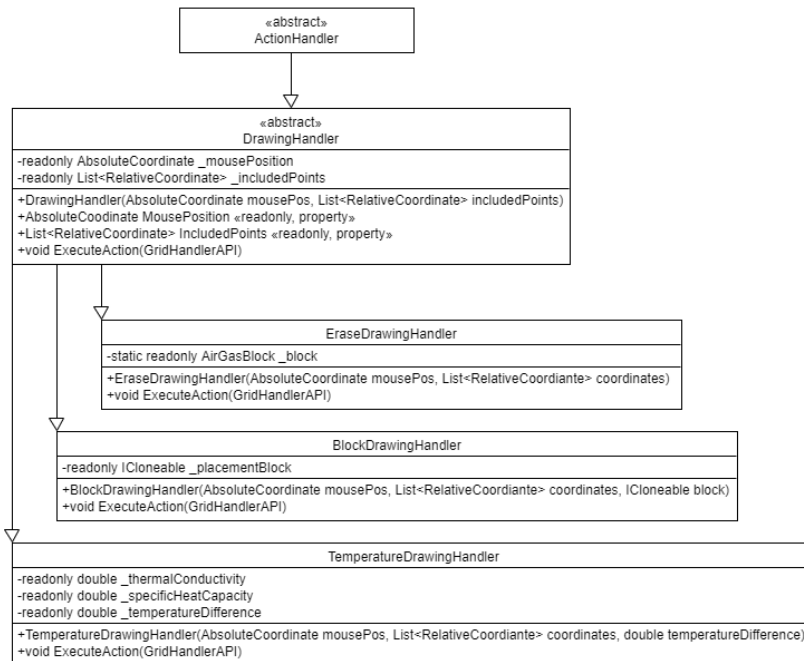 «abstract»
ActionHandler
«abstract»
DrawingHandler
-readonly AbsoluteCoordinate _mousePosition
-readonly List<RelativeCoordinate> _includedPoints
+DrawingHandler(AbsoluteCoordinate mousePos, List<RelativeCoordinate> includedPoints)
+AbsoluteCoodinate MousePosition «readonly, property»
+List<RelativeCoordinate> IncludedPoints «readonly, property»
+void ExecuteAction(GridHandlerAPI)
EraseDrawingHandler
-static readonly AirGasBlock _block
+EraseDrawingHandler(AbsoluteCoordinate mousePos, List<RelativeCoordiante> coordinates)
+void ExecuteAction(GridHandlerAPI)
BlockDrawingHandler
-readonly ICloneable _placementBlock
+BlockDrawingHandler(AbsoluteCoordinate mousePos, List<RelativeCoordiante> coordinates, ICloneable block)
+void ExecuteAction(GridHandlerAPI)
TemperatureDrawingHandler
-readonly double _thermalConductivity
-readonly double _specificHeatCapacity
-readonly double _temperatureDifference
+TemperatureDrawingHandler(AbsoluteCoordinate mousePos, List<RelativeCoordiante> coordinates, double temperatureDifference)
+void ExecuteAction(GridHandlerAPI)